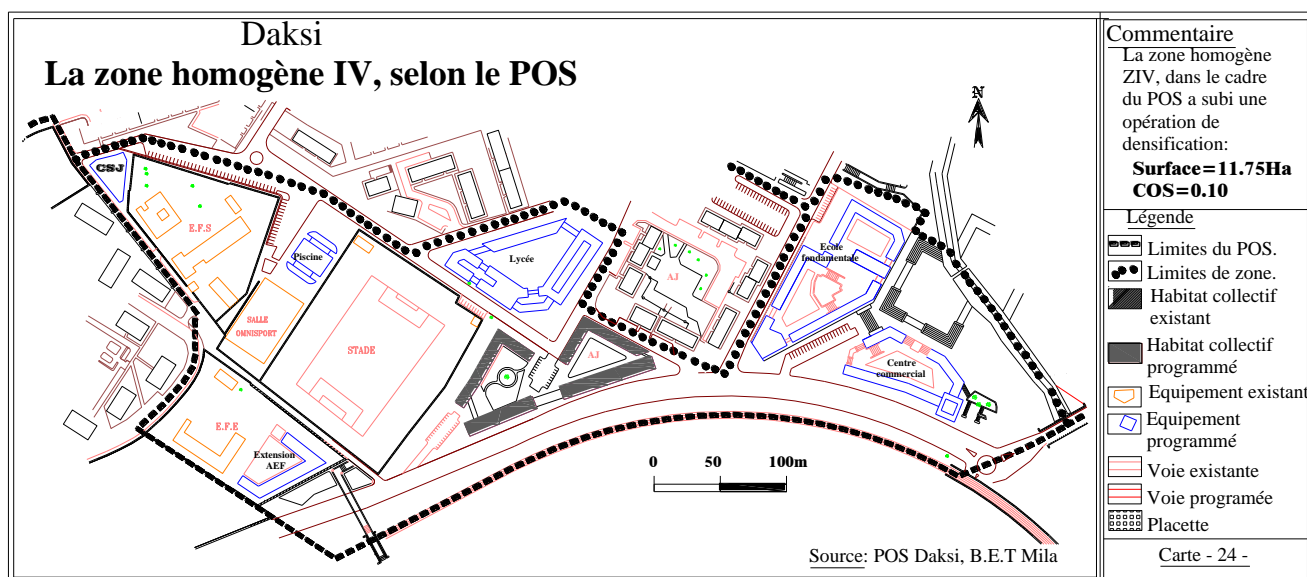 Daksi
La zone homogène IV, selon le POS
N
CSJ
E.F.S
Piscine
SALLE
OMNISPORT
STADE
Lycée
AJ
AJ
Ecole
fondamentale
Centre
commercial
E.F.E
Extension
AEF
0 50 100m
Source: POS Daksi, B.E.T Mila
Commentaire
La zone homogène
ZIV, dans le cadre
du POS a subi une
opération de
densification:
Surface=11.75Ha
COS=0.10
Légende
Limites du POS.
Limites de zone.
Habitat collectif
existant
Habitat collectif
programmé
Equipement existant
Equipement
programmé
Voie existante
Voie programée
Placette
Carte - 24 -